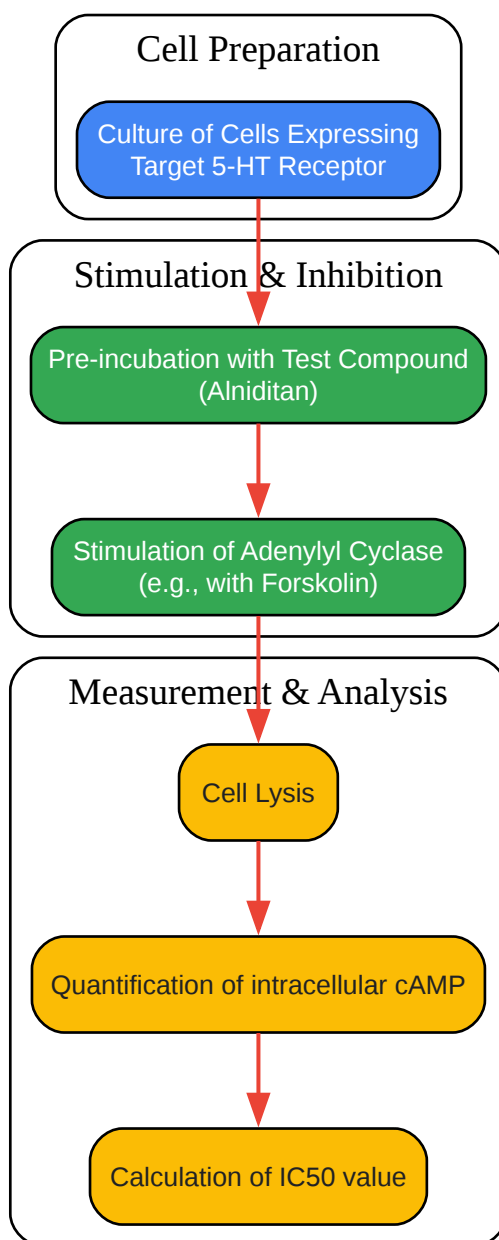 Cell Preparation
Culture of Cells Expressing
Target 5-HT Receptor
Stimulation & Inhibition
Pre-incubation with Test Compound
(Alniditan)
Stimulation of Adenylyl Cyclase
(e.g., with Forskolin)
Measurement & Analysis
Cell Lysis
Quantification of intracellular cAMP
Calculation of IC50 value